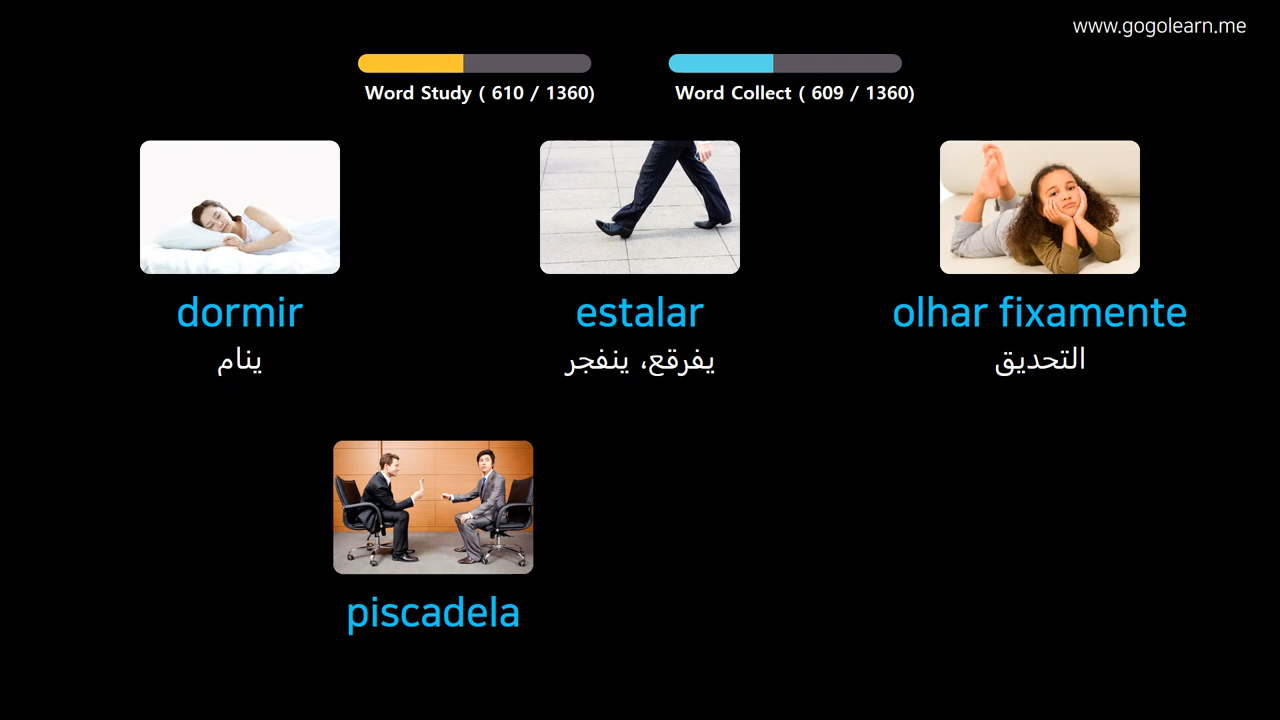 www.gogolearn.me
Word Study ( 610 / 1360)
Word Collect ( 609 / 1360)
dormir
ينام
estalar
يفرقع، ينفجر
olhar fixamente
التحديق
piscadela